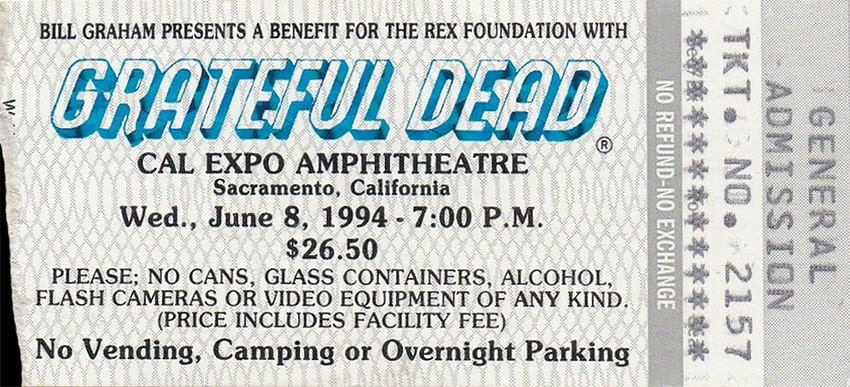 BILL GRAHAM PRESENTS A BENEFIT FOR THE REX FOUNDATION WITH
GRATEFUL DEAD®
CAL EXPO AMPHITHEATRE
Sacramento, California
Wed., June 8, 1994 - 7:00 P.M.
$26.50
PLEASE; NO CANS, GLASS CONTAINERS, ALCOHOL,
FLASH CAMERAS OR VIDEO EQUIPMENT OF ANY KIND.
(PRICE INCLUDES FACILITY FEE)
No Vending, Camping or Overnight Parking
NO REFUND-NO EXCHANGE
TKT. NO. 2157
GENERAL
ADMISSION